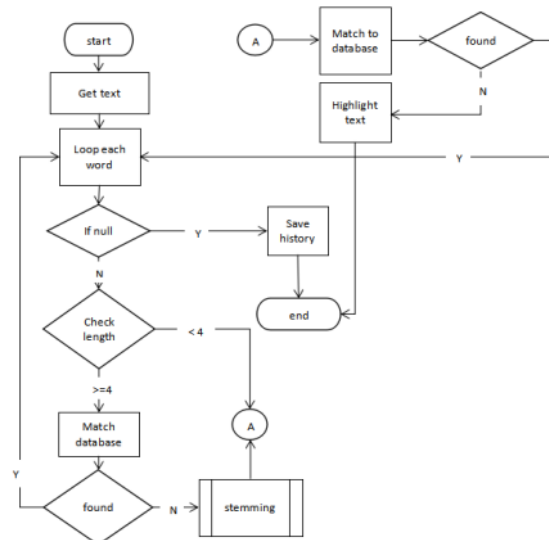 start
Get text
Loop each
word
If null
Y
Save
history
N
Check
length
< 4
end
>=4
Match
database
A
found
Y
N
stemming
A
Match to
database
found
N
Highlight
text
Y